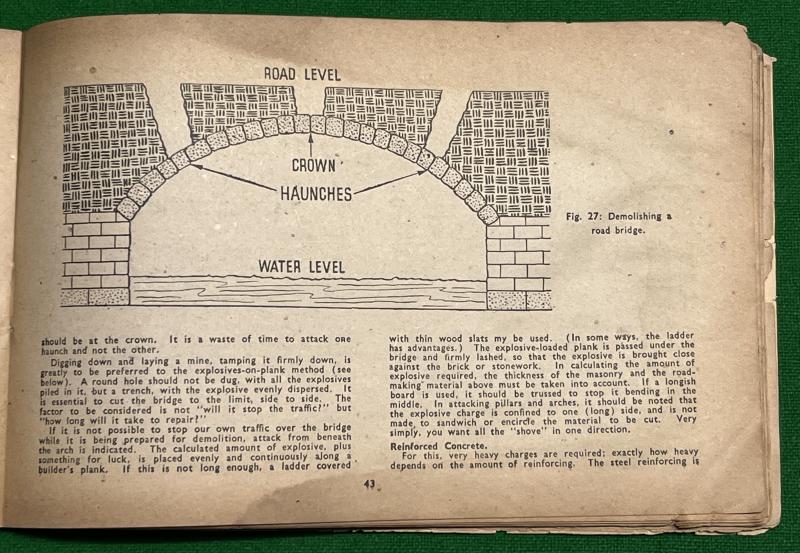 ROAD LEVEL
CROWN
HAUNCHES
WATER LEVEL
Fig. 27: Demolishing a
road bridge.
should be at the crown. It is a waste of time to attack one
haunch and not the other.
Digging down and laying a mine, tamping it firmly down, is
greatly to be preferred to the explosives-on-plank method (see
below). A round hole should not be dug, with all the explosives
piled in it, but a trench, with the explosive evenly dispersed. It
is essential to cut the bridge to the limit, side to side. The
factor to be considered is not "will it stop the traffic?" but
"how long will it take to repair?"
If it is not possible to stop our own traffic over the bridge
while it is being prepared for demolition, attack from beneath
the arch is indicated. The calculated amount of explosive, plus
something for luck, is placed evenly and continuously along a
builder's plank. If this is not long enough, a ladder covered
with thin wood slats my be used. (In some ways, the ladder
has advantages.) The explosive-loaded plank is passed under the
bridge and firmly lashed, so that the explosive is brought close
against the brick or stonework. In calculating the amount of
explosive required, the thickness of the masonry and the road-
making material above must be taken into account. If a longish
board is used, it should be trussed to stop it bending in the
middle. In attacking pillars and arches, it should be noted that
the explosive charge is confined to one (long) side, and is not
made to sandwich or encircle the material to be cut. Very
simply, you want all the "shove" in one direction.
Reinforced Concrete.
For this, very heavy charges are required; exactly how heavy
depends on the amount of reinforcing. The steel reinforcing is
43